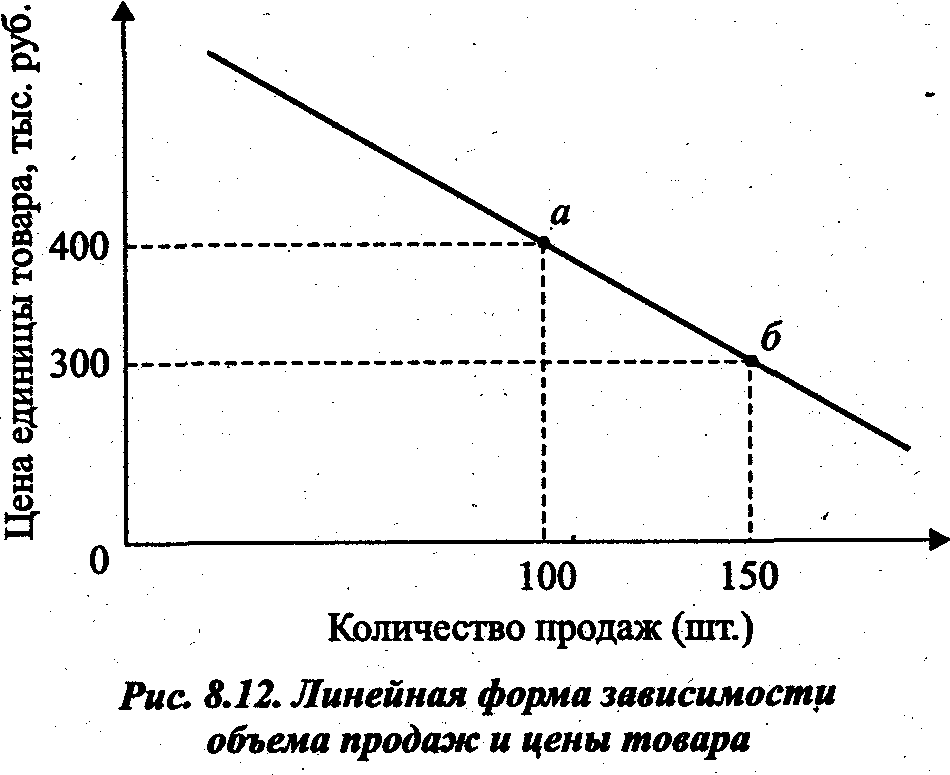 Цена единицы товара, тыс. руб.
а
400
б
300
0
100
150
Количество продаж (шт.)
Рис. 8.12. Линейная форма зависимости
объема продаж и цены товара